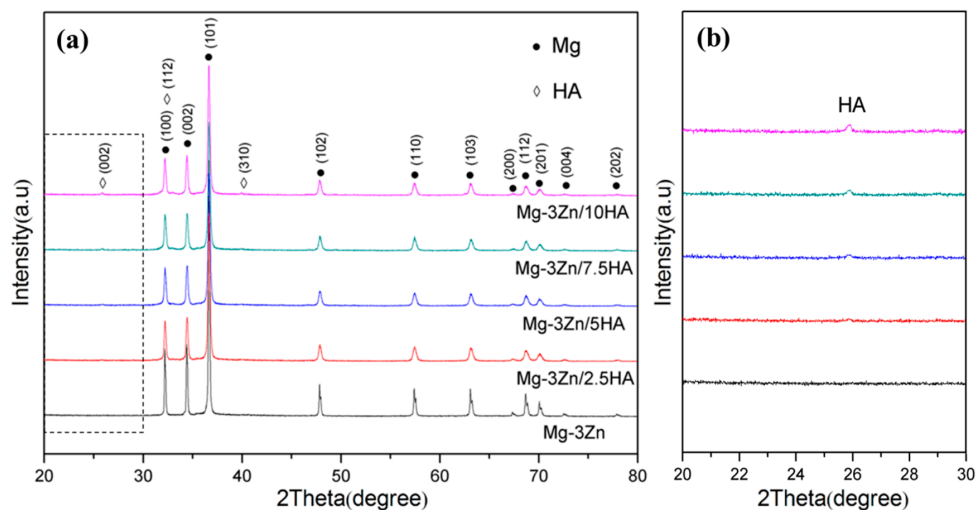 (a)
(101)
● Mg
◇ HA
(100) ◇ (112)
(002)
(002)
(310)
(102)
(110)
(103)
(200)
(112)
(201)
(004)
(202)
Mg-3Zn/10HA
Mg-3Zn/7.5HA
Mg-3Zn/5HA
Mg-3Zn/2.5HA
Mg-3Zn
Intensity(a.u)
20 30 40 50 60 70 80
2Theta(degree)
(b)
HA
Intensity(a.u)
20 22 24 26 28 30
2Theta(degree)